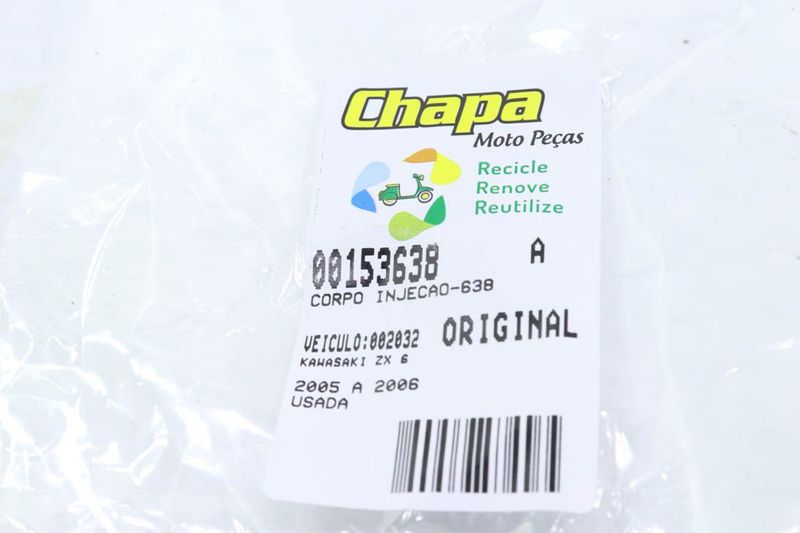 Chapa
Moto Peças
Recicle
Renove
Reutilize
00153638 A
CORPO INJECAO-638
VEICULO:002032 ORIGINAL
KAWASAKI ZX 6
2005 A 2006
USADA